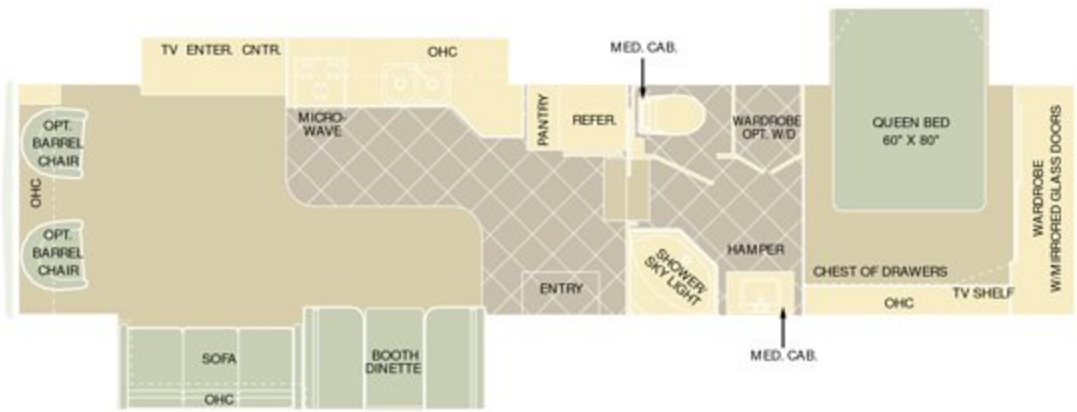 TV ENTER. CNTR.
OHC
MED. CAB.
MICRO-
WAVE
PANTRY
REFER.
WARDROBE
OPT. W/D
QUEEN BED
60" X 80"
WARDROBE
W/MIRRORED GLASS DOORS
OPT.
BARREL
CHAIR
OHC
OPT.
BARREL
CHAIR
ENTRY
SHOWER/
SKY LIGHT
HAMPER
CHEST OF DRAWERS
TV SHELF
OHC
MED. CAB.
SOFA
OHC
BOOTH
DINETTE